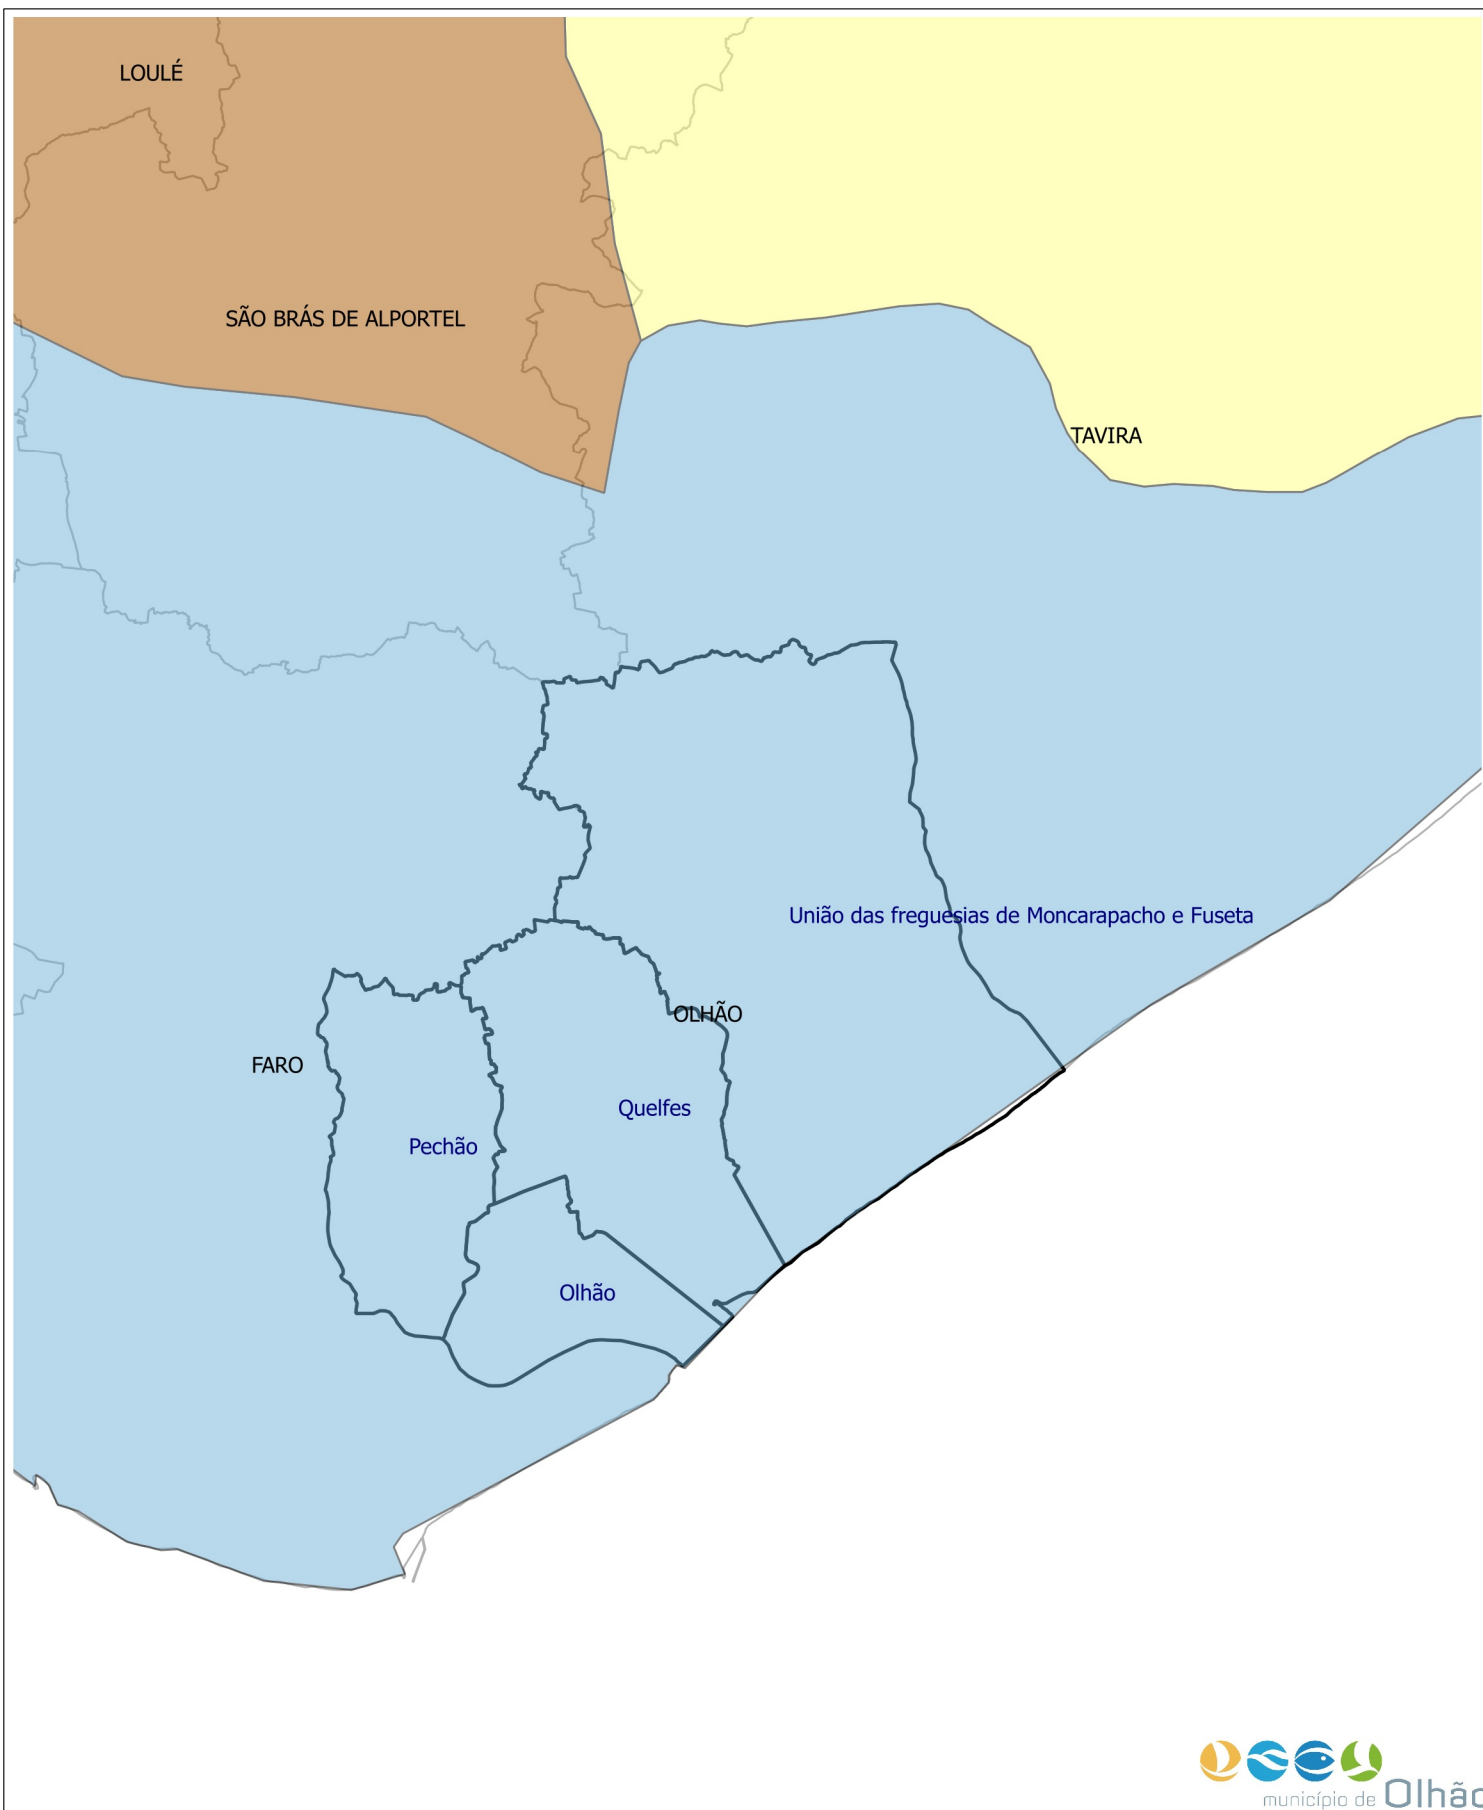 LOULÉ
SÃO BRÁS DE ALPORTEL
TAVIRA
União das freguesias de Moncarapacho e Fuseta
OLHÃO
FARO
Quelfes
Pechão
Olhão
município de Olhão